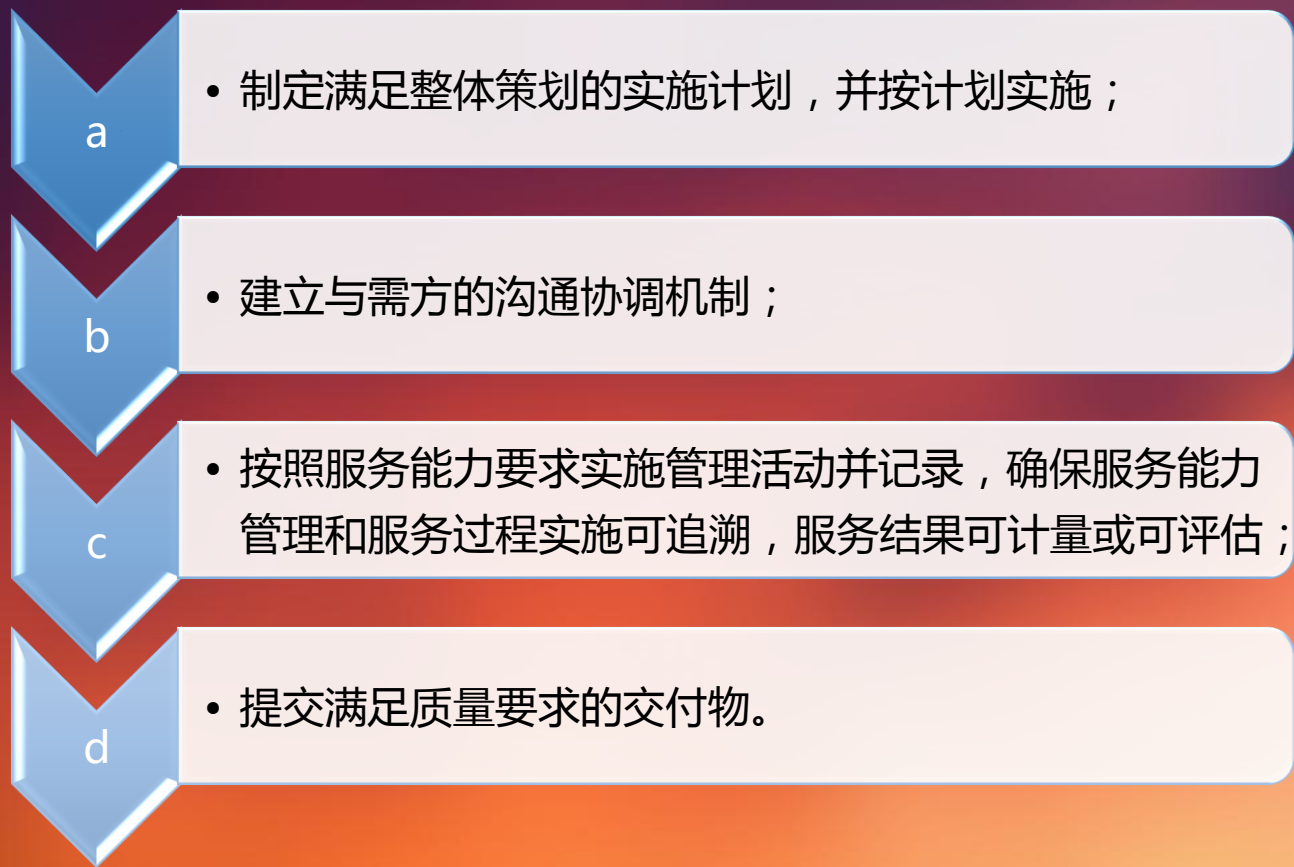 a
• 制定满足整体策划的实施计划，并按计划实施；
b
• 建立与需方的沟通协调机制；
c
• 按照服务能力要求实施管理活动并记录，确保服务能力
管理和服务过程实施可追溯，服务结果可计量或可评估；
d
• 提交满足质量要求的交付物。